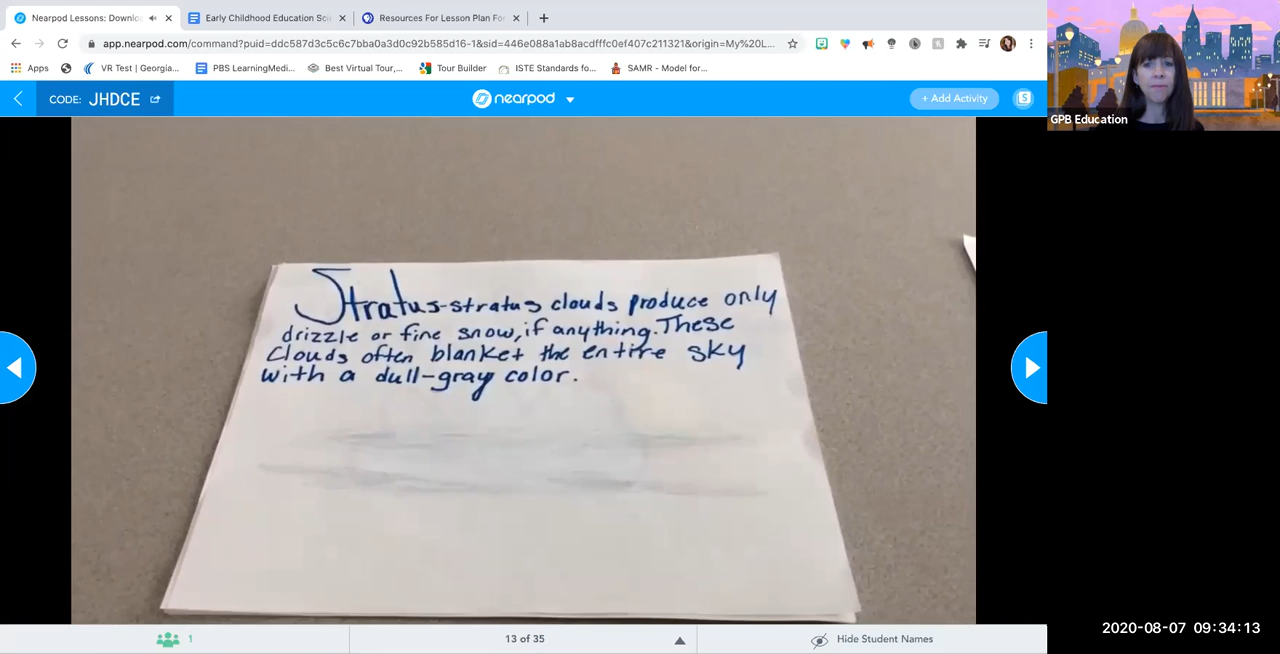 Nearpod Lessons: Downlo
Early Childhood Education Sci
Resources For Lesson Plan For
app.nearpod.com/command?puid=ddc587d3c5c6c7bba0a3d0c92b585d16-1&sid=446e088a1ab8acdfffc0ef407c211321&origin=My%20L...
Apps
VR Test | Georgia...
PBS LearningMedi...
Best Virtual Tour,...
Tour Builder
ISTE Standards fo...
SAMR - Model for...
CODE: JHDCE
nearpod
+ Add Activity
S
GPB Education
Stratus-stratus clouds produce only
drizzle or fine snow, if anything. These
clouds often blanket the entire sky
with a dull-gray color.
1
13 of 35
Hide Student Names
2020-08-07 09:34:13